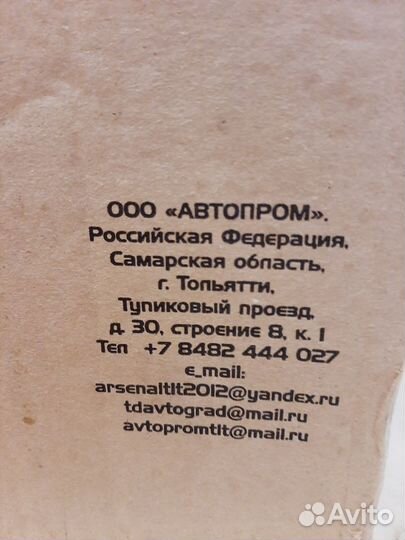 ООО «АВТОПРОМ».
Российская Федерация,
Самарская область,
г. Тольятти,
Тупиковый проезд,
д. 30, строение 8, к. 1
Тел +7 8482 444 027
e_mail:
arsenaltlt2012@yandex.ru
tdavtograd@mail.ru
avtopromtlt@mail.ru
Avito